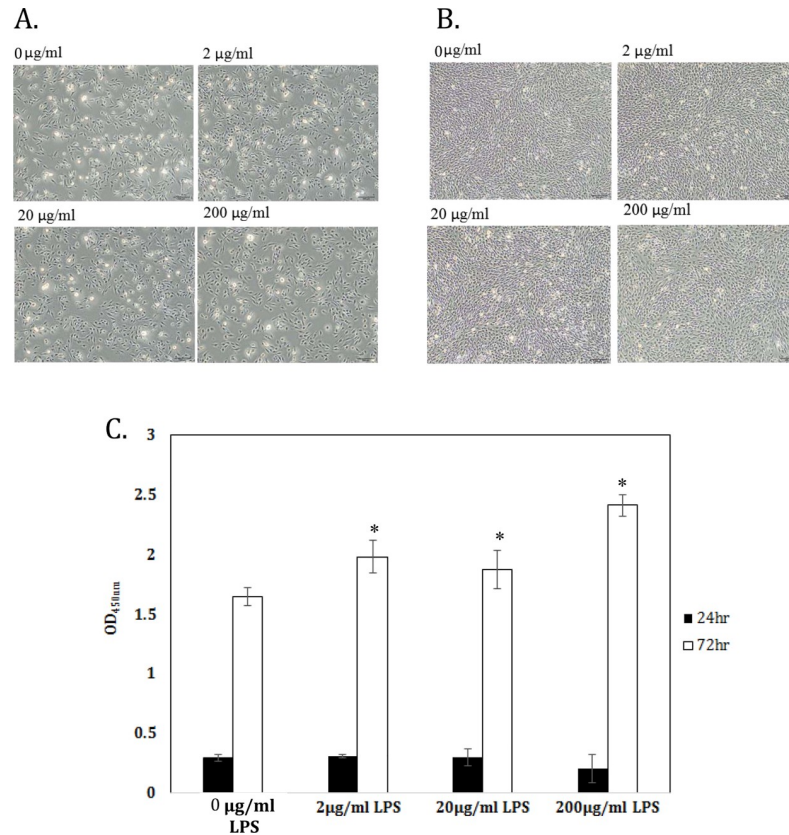 A.
B.
0 µg/ml
2 µg/ml
0µg/ml
2 µg/ml
20 µg/ml
200 µg/ml
20 µg/ml
200 µg/ml
C.
3
2.5
2
1.5
1
0.5
0
OD450nm
*
*
*
24hr
72hr
0 µg/ml
LPS
2µg/ml LPS
20µg/ml LPS
200µg/ml LPS